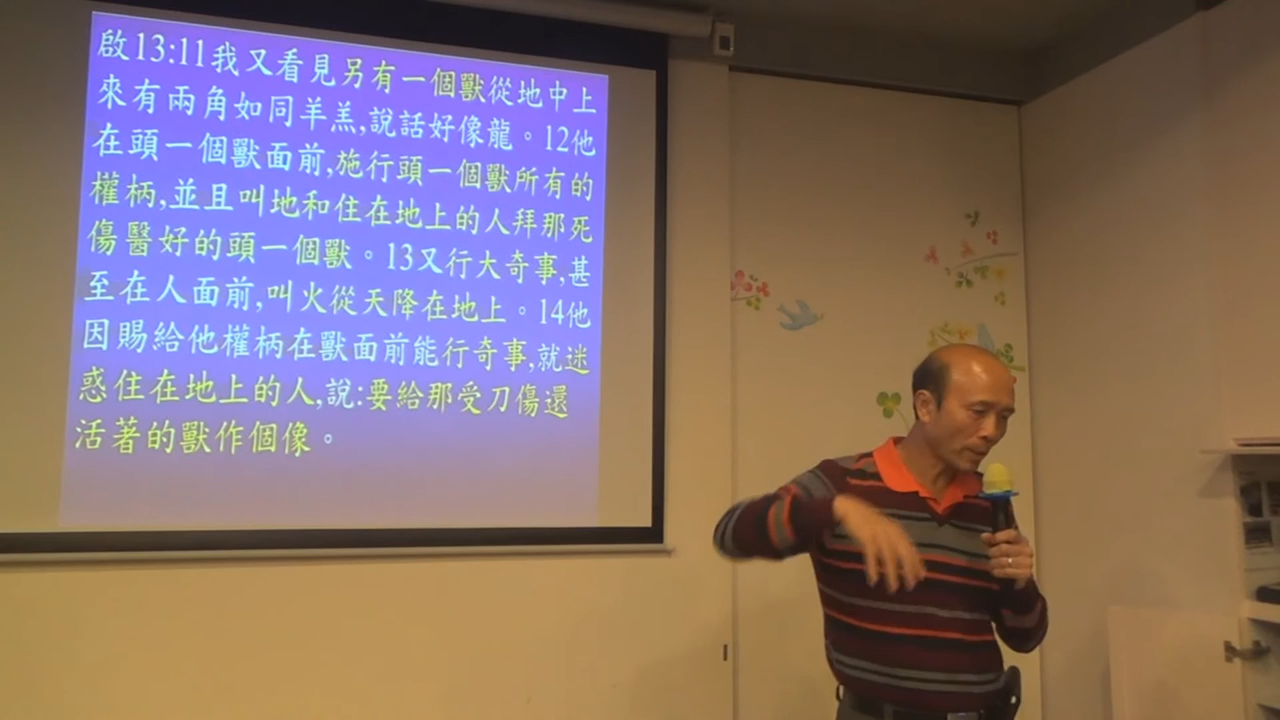 啟13:11我又看見另有一個獸從地中上
來有兩角如同羊羔,說話好像龍。12他
在頭一個獸面前,施行頭一個獸所有的
權柄,並且叫地和住在地上的人拜那死
傷醫好的頭一個獸。13又行大奇事,甚
至在人面前,叫火從天降在地上。14他
因賜給他權柄在獸面前能行奇事,就迷
惑住在地上的人,說:要給那受刀傷還
活著的獸作個像。